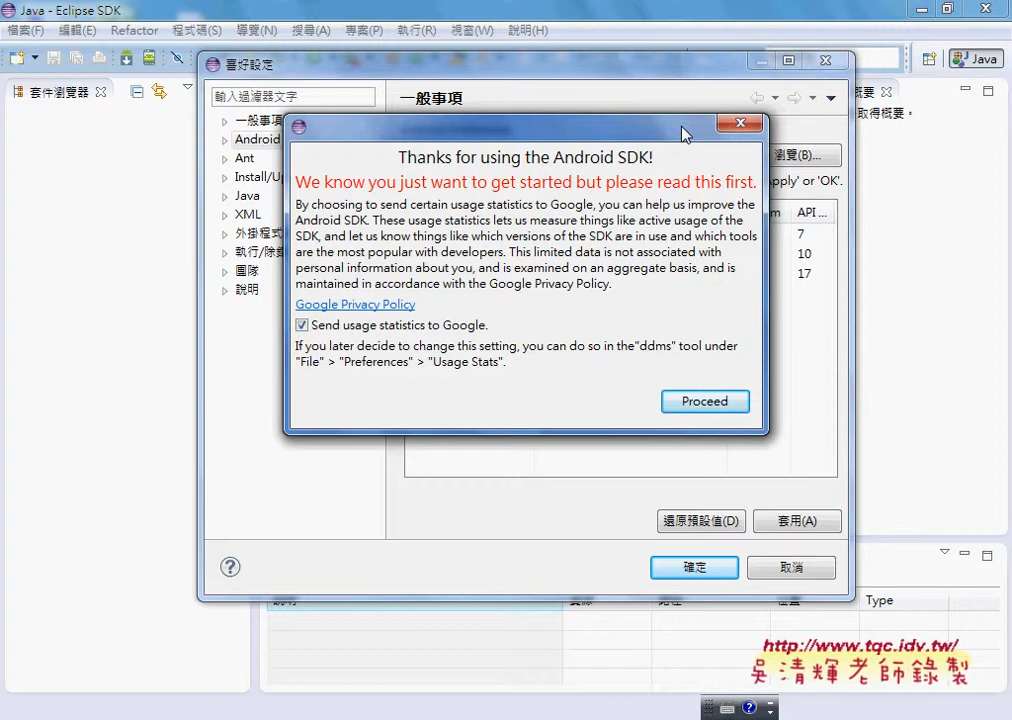 Java - Eclipse SDK
檔案(F) 編輯(E) Refactor 程式碼(S) 導覽(N) 搜尋(A) 專案(P) 執行(R) 視窗(W) 說明(H)
Java
套件瀏覽器
概要
取得概要。
喜好設定
輸入過濾器文字
一般事項
一般事項
Android
Ant
Install/Up
Java
XML
外掛程式
執行/除錯
團隊
說明
瀏覽(B)...
Apply' or 'OK'.
API ...
7
10
17
Thanks for using the Android SDK!
We know you just want to get started but please read this first.
By choosing to send certain usage statistics to Google, you can help us improve the
Android SDK. These usage statistics lets us measure things like active usage of the
SDK, and let us know things like which versions of the SDK are in use and which tools
are the most popular with developers. This limited data is not associated with
personal information about you, and is examined on an aggregate basis, and is
maintained in accordance with the Google Privacy Policy.
Google Privacy Policy
Send usage statistics to Google.
If you later decide to change this setting, you can do so in the"ddms" tool under
"File" > "Preferences" > "Usage Stats".
Proceed
還原預設值(D) 套用(A)
確定 取消
Type
http://www.tqc.idv.tw/
吳清輝老師錄製